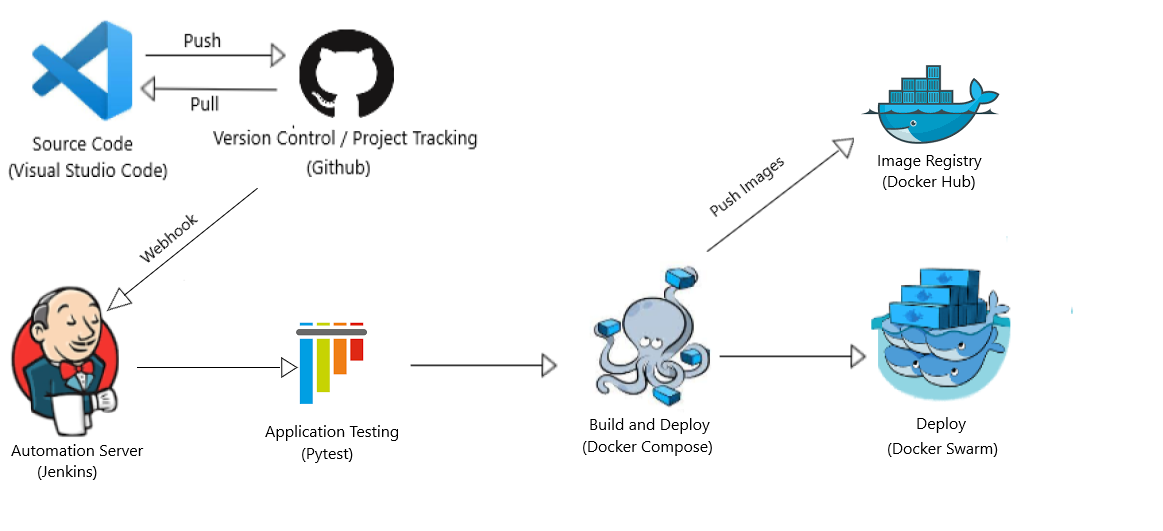 Push
Pull
Source Code
(Visual Studio Code)
Version Control / Project Tracking
(Github)
Webhook
Push Images
Image Registry
(Docker Hub)
Automation Server
(Jenkins)
Application Testing
(Pytest)
Build and Deploy
(Docker Compose)
Deploy
(Docker Swarm)